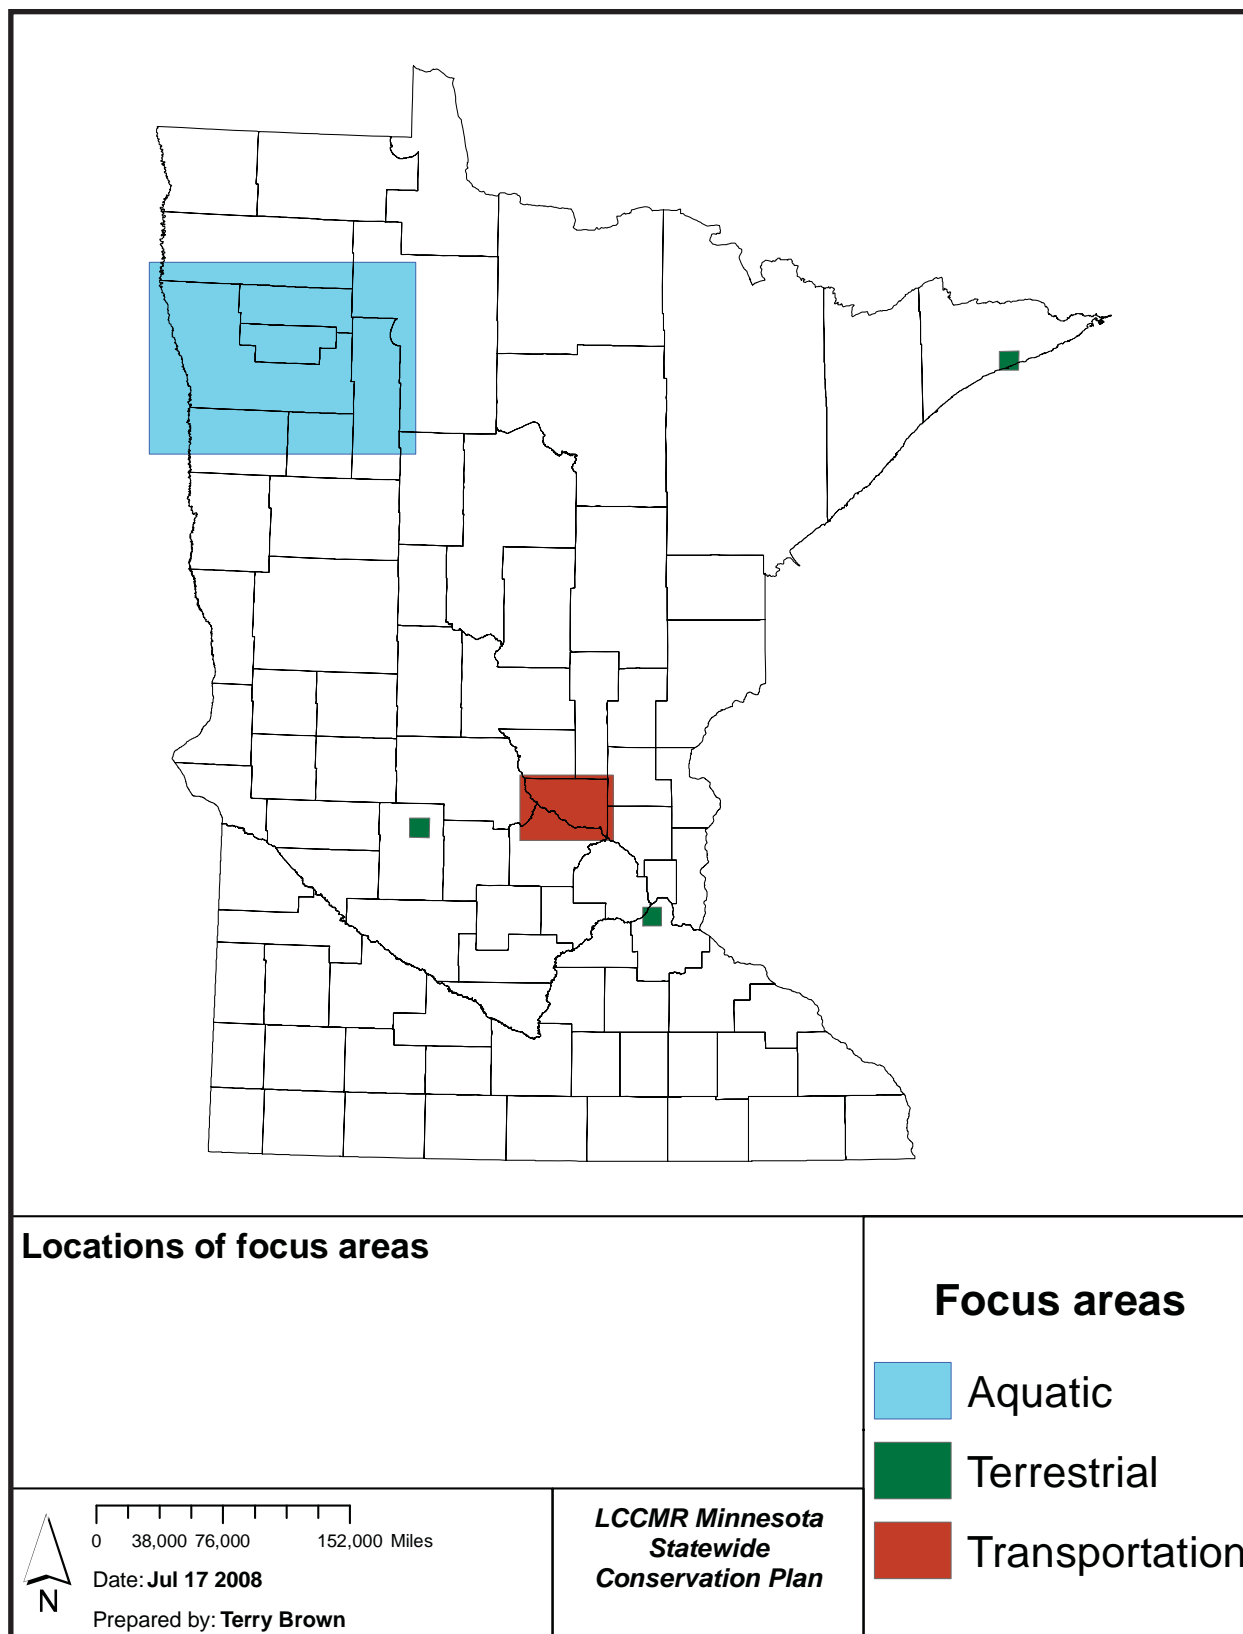 Locations of focus areas
Focus areas
Aquatic
Terrestrial
Transportation
0 38,000 76,000 152,000 Miles
Date: Jul 17 2008
Prepared by: Terry Brown
N
LCCMR Minnesota
Statewide
Conservation Plan